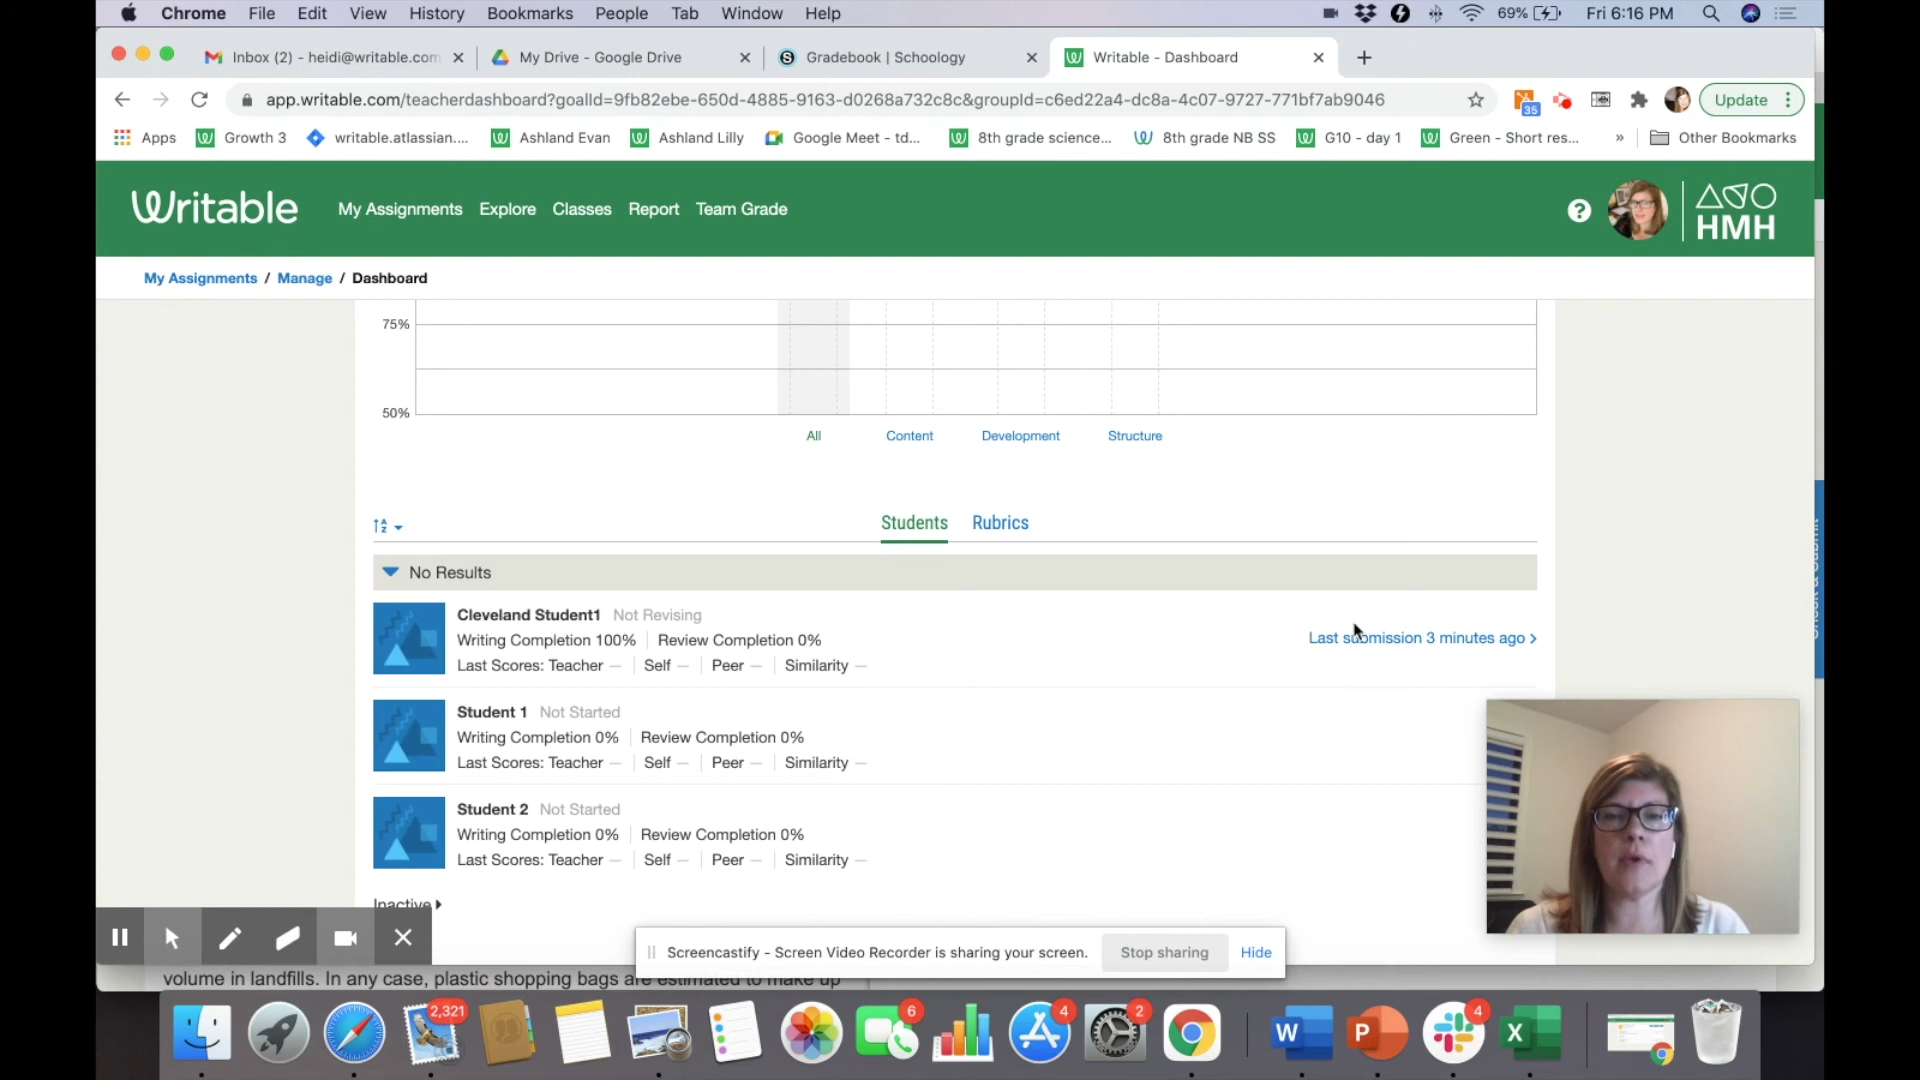 Chrome File Edit View History Bookmarks People Tab Window Help 69% Fri 6:16 PM
Inbox (2) - heidi@writable.com My Drive - Google Drive Gradebook | Schoology Writable - Dashboard
app.writable.com/teacherdashboard?goalId=9fb82ebe-650d-4885-9163-d0268a732c8c&groupId=c6ed22a4-dc8a-4c07-9727-771bf7ab9046 35 Update
Apps Growth 3 writable.atlassian.... Ashland Evan Ashland Lilly Google Meet - td... 8th grade science... 8th grade NB SS G10 - day 1 Green - Short res... » Other Bookmarks
Writable My Assignments Explore Classes Report Team Grade ? HMH
My Assignments / Manage / Dashboard
75%
50%
All Content Development Structure
Students Rubrics
No Results
Cleveland Student1 Not Revising
Writing Completion 100% Review Completion 0%
Last submission 3 minutes ago >
Last Scores: Teacher — Self — Peer — Similarity —
Student 1 Not Started
Writing Completion 0% Review Completion 0%
Last Scores: Teacher — Self — Peer — Similarity —
Student 2 Not Started
Writing Completion 0% Review Completion 0%
Last Scores: Teacher — Self — Peer — Similarity —
Inactive
Screencastify - Screen Video Recorder is sharing your screen. Stop sharing Hide
volume in landfills. In any case, plastic shopping bags are estimated to make up
2,321 6 4 2 W P 4 X